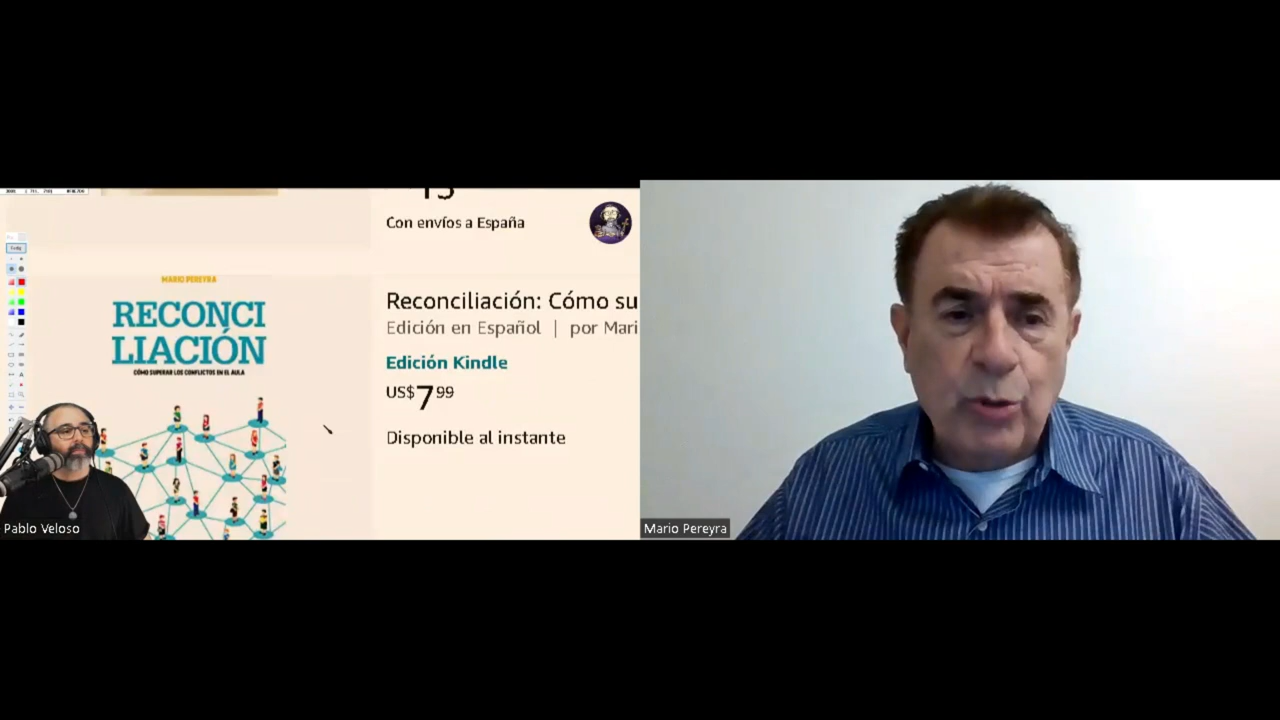 Con envíos a España
MARIO PEREYRA
RECONCI
LIACIÓN
CÓMO SUPERAR LOS CONFLICTOS EN EL AULA
Reconciliación: Cómo su
Edición en Español | por Mari
Edición Kindle
US$7 99
Disponible al instante
Pablo Veloso
Mario Pereyra